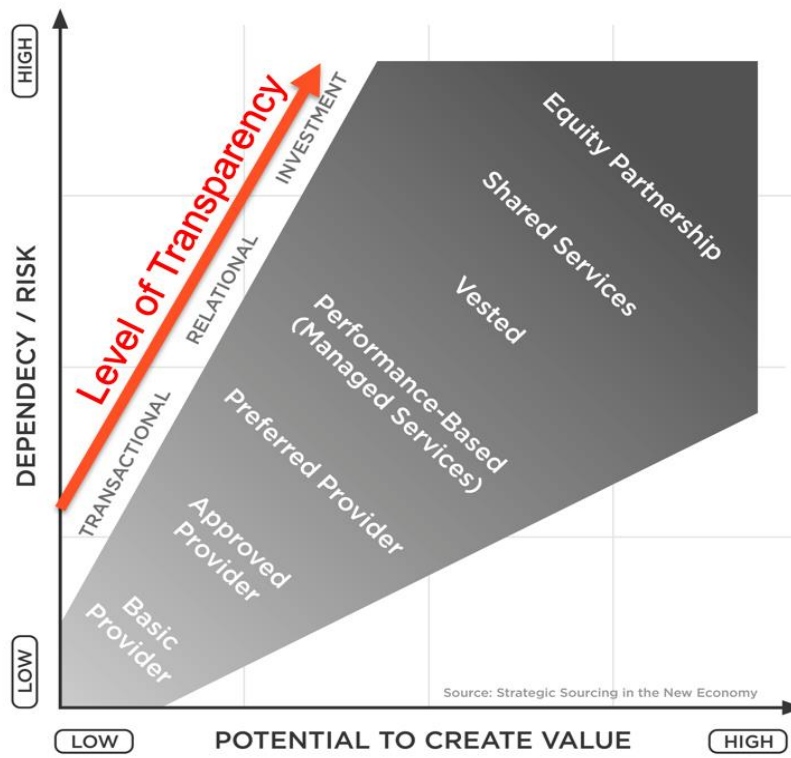 HIGH
Level of Transparency
INVESTMENT
RELATIONAL
TRANSACTIONAL
Equity Partnership
Shared Services
Vested
Performance-Based
(Managed Services)
Preferred Provider
Approved
Provider
Basic
Provider
DEPENDECY / RISK
LOW
Source: Strategic Sourcing in the New Economy
LOW
POTENTIAL TO CREATE VALUE
HIGH